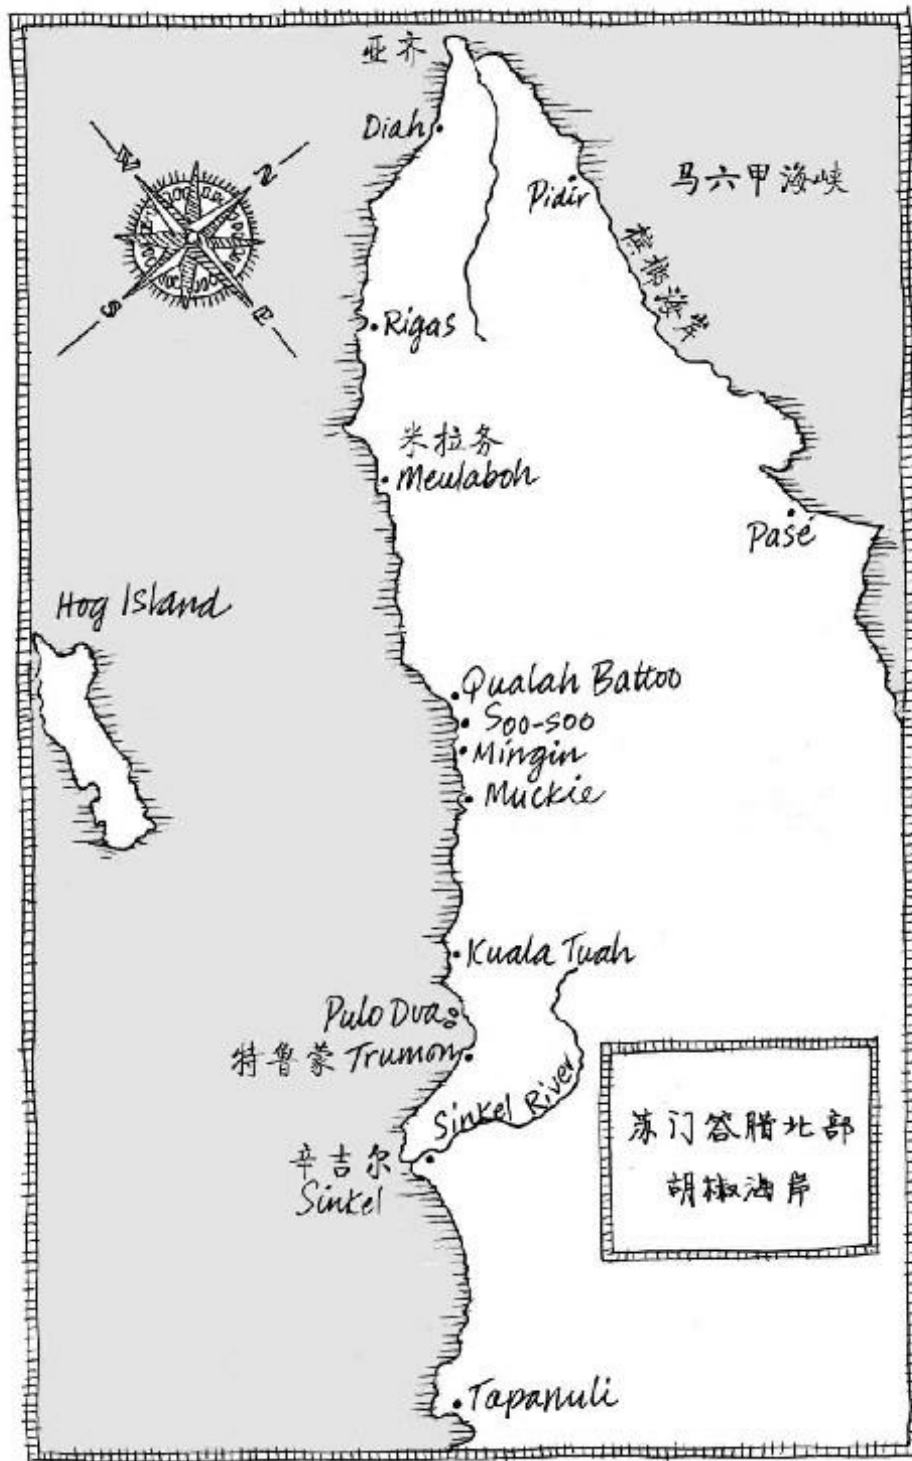 亚齐
Diah
Pidir
马六甲海峡
槟榔海岸
W
N
S
E
Rigas
米拉务
Meulaboh
Pasé
Hog Island
Qualah Battoo
Soo-soo
Mingin
Muckie
Kuala Tuah
Pulo Dua
特鲁蒙 Trumon
Sinkel River
辛吉尔
Sinkel
苏门答腊北部
胡椒海岸
Tapanuli